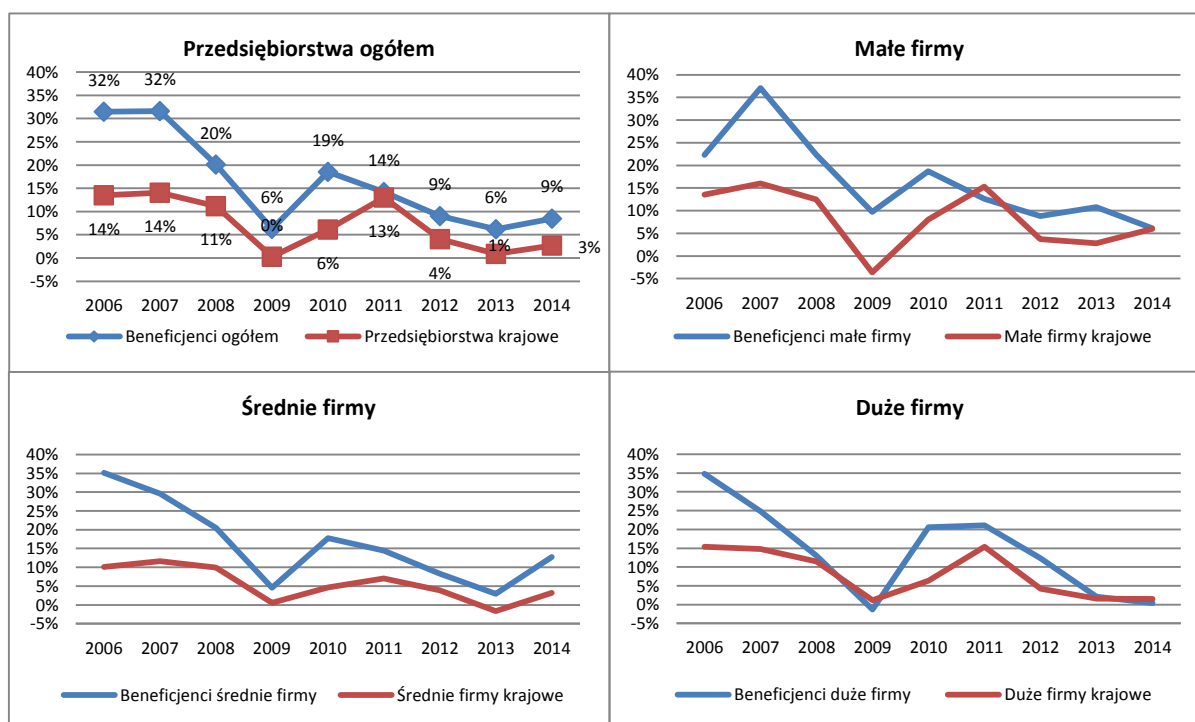 Przedsiębiorstwa ogółem
40%
35%
30%
25%
20%
15%
10%
5%
0%
-5%
32% 32% 20% 6% 19% 14% 9% 6% 9%
14% 14% 11% 0% 6% 13% 4% 1% 3%
2006 2007 2008 2009 2010 2011 2012 2013 2014
Beneficjenci ogółem Przedsiębiorstwa krajowe
Małe firmy
40%
35%
30%
25%
20%
15%
10%
5%
0%
-5%
2006 2007 2008 2009 2010 2011 2012 2013 2014
Beneficjenci małe firmy Małe firmy krajowe
Średnie firmy
40%
35%
30%
25%
20%
15%
10%
5%
0%
-5%
2006 2007 2008 2009 2010 2011 2012 2013 2014
Beneficjenci średnie firmy Średnie firmy krajowe
Duże firmy
40%
35%
30%
25%
20%
15%
10%
5%
0%
-5%
2006 2007 2008 2009 2010 2011 2012 2013 2014
Beneficjenci duże firmy Duże firmy krajowe